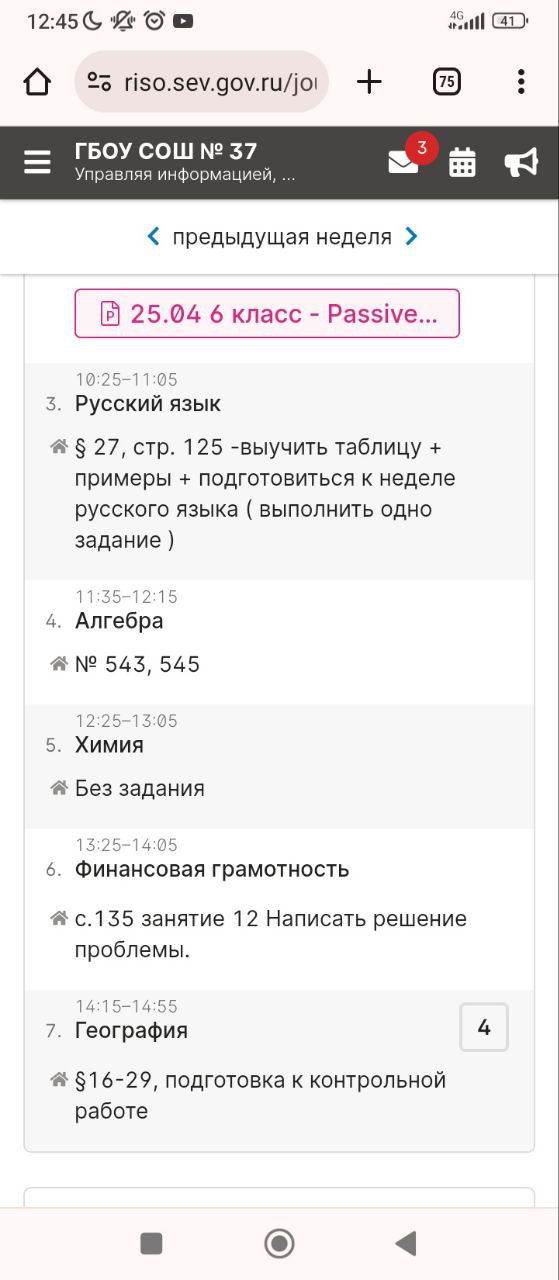 12:45
4G
41
riso.sev.gov.ru/jou
75
ГБОУ СОШ № 37
Управляя информацией, ...
3
предыдущая неделя
25.04 6 класс - Passive...
10:25–11:05
3. Русский язык
§ 27, стр. 125 -выучить таблицу +
примеры + подготовиться к неделе
русского языка ( выполнить одно
задание )
11:35–12:15
4. Алгебра
№ 543, 545
12:25–13:05
5. Химия
Без задания
13:25–14:05
6. Финансовая грамотность
с.135 занятие 12 Написать решение
проблемы.
14:15–14:55
7. География
4
§16-29, подготовка к контрольной
работе